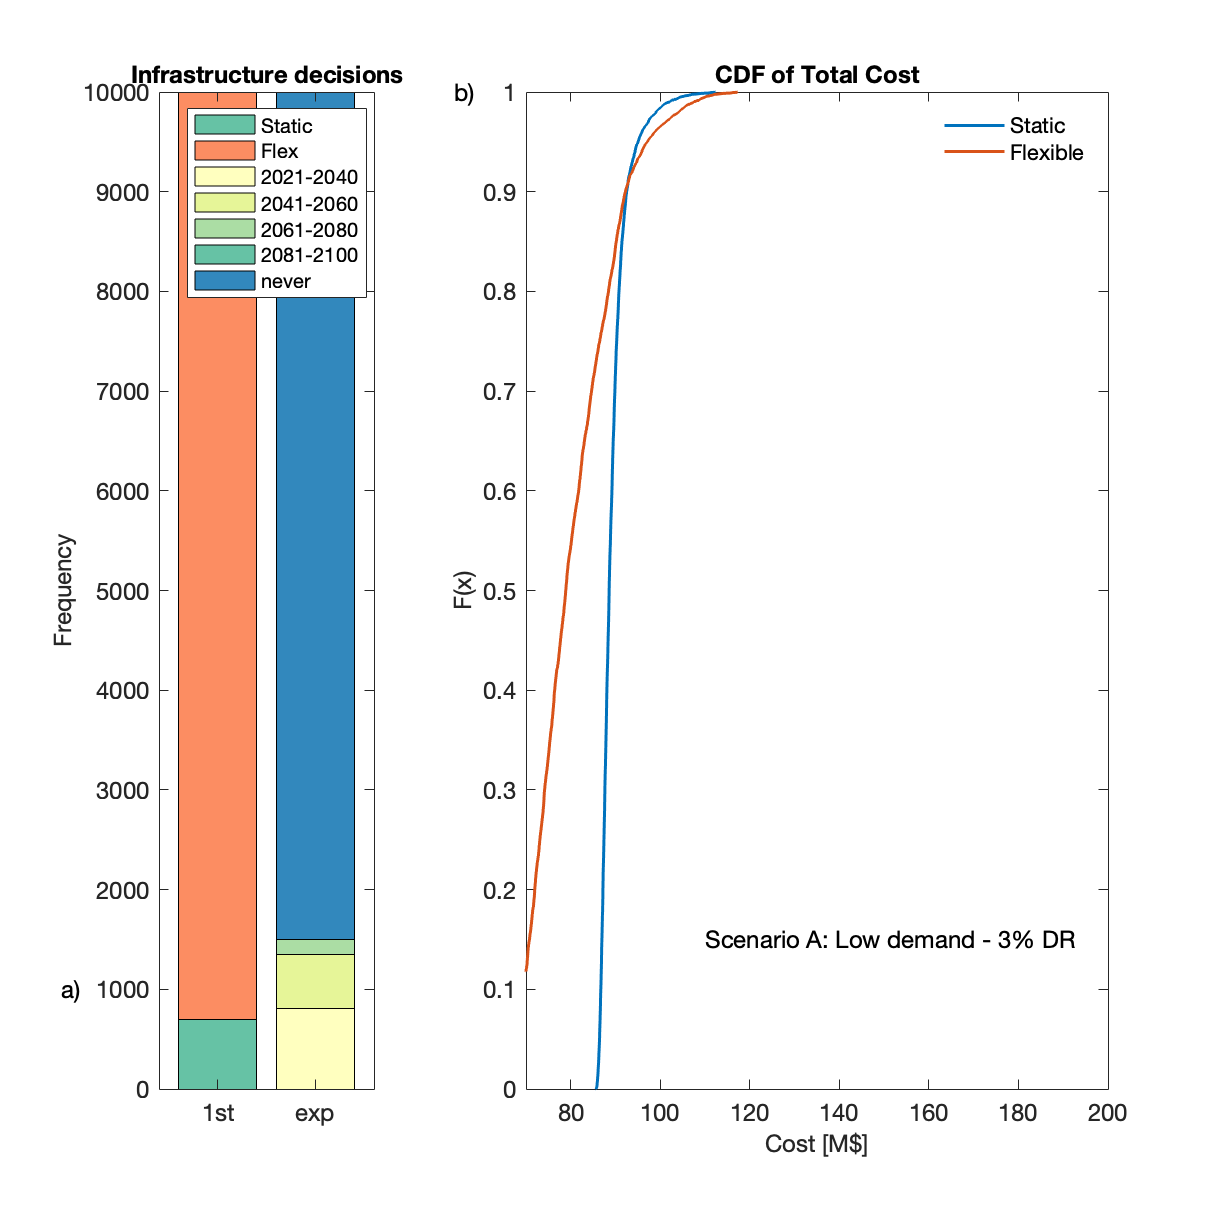 Infrastructure decisions
10000
9000
8000
7000
6000
5000
4000
3000
2000
1000
0
Frequency
a)
1st exp
Static
Flex
2021-2040
2041-2060
2061-2080
2081-2100
never
b)
CDF of Total Cost
1
0.9
0.8
0.7
0.6
0.5
0.4
0.3
0.2
0.1
0
F(x)
Static
Flexible
Scenario A: Low demand - 3% DR
80 100 120 140 160 180 200
Cost [M$]